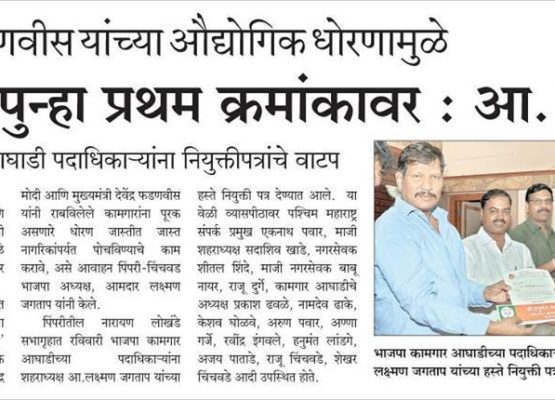 णवीस यांच्या औद्योगिक धोरणामुळे
पुन्हा प्रथम क्रमांकावर : आ.
आघाडी पदाधिकाऱ्यांना नियुक्तीपत्रांचे वाटप
मोदी आणि मुख्यमंत्री देवेंद्र फडणवीस
यांनी राबविलेले कामगारांना पूरक
असणारे धोरण जास्तीत जास्त
नागरिकांपर्यत पोचविण्याचे काम
करावे, असे आवाहन पिंपरी-चिंचवड
भाजपा अध्यक्ष, आमदार लक्ष्मण
जगताप यांनी केले.
पिंपरीतील नारायण लोखंडे
सभागृहात रविवारी भाजपा कामगार
आघाडीच्या पदाधिकाऱ्यांना
शहराध्यक्ष आ.लक्ष्मण जगताप यांच्या
हस्ते नियुक्ती पत्र देण्यात आले. या
वेळी व्यासपीठावर पश्चिम महाराष्ट्र
संपर्क प्रमुख एकनाथ पवार, माजी
शहराध्यक्ष सदाशिव खाडे, नगरसेवक
शीतल शिंदे, माजी नगरसेवक बाबू
नायर, राजू दुर्गे, कामगार आघाडीचे
अध्यक्ष प्रकाश ढवळे, नामदेव ढाके,
केशव घोळवे, अरुण पवार, अण्णा
गर्जे, रवींद्र इंगवले, हनुमंत लांडगे,
अजय पाताडे, राजू चिंचवडे, शेखर
चिंचवडे आदी उपस्थित होते.
भाजपा कामगार आघाडीच्या पदाधिका
लक्ष्मण जगताप यांच्या हस्ते नियुक्ती पत्र